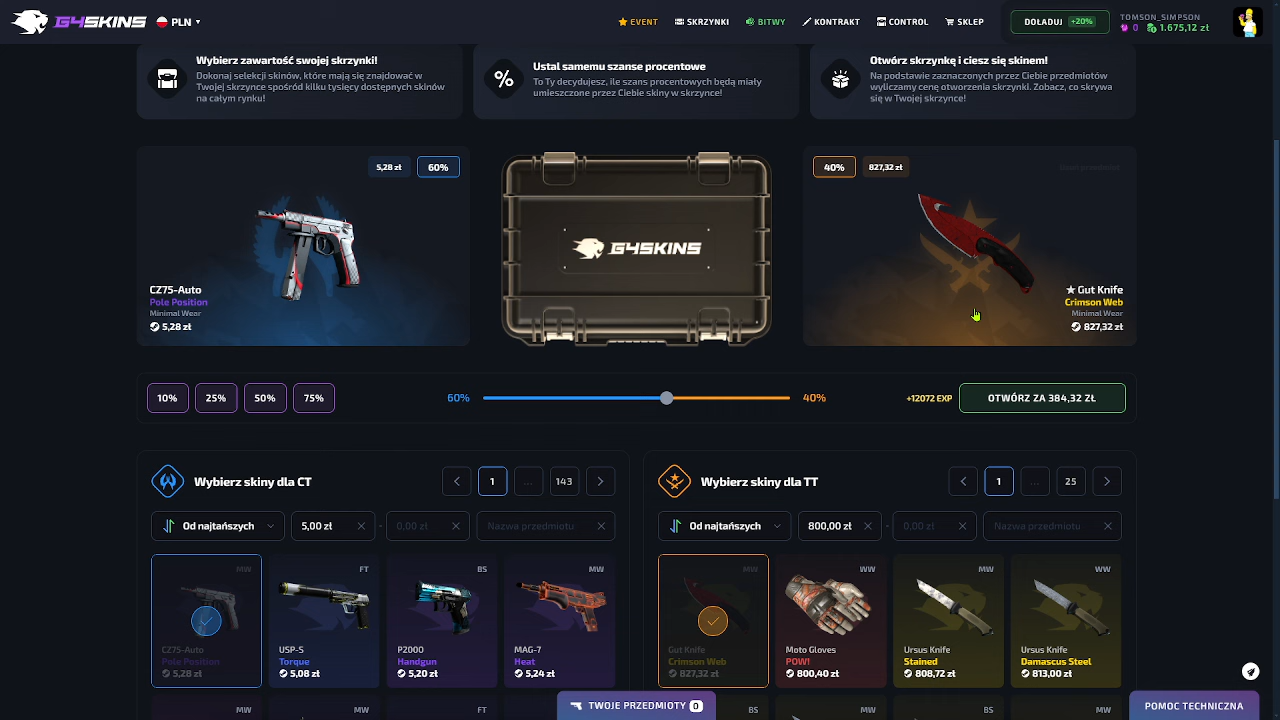 G4SKINS
PLN
EVENT
SKRZYNKI
BITWY
KONTRAKT
CONTROL
SKLEP
DOŁADUJ +20%
TOMSON_SIMPSON
0 1.675,12 zł
Wybierz zawartość swojej skrzynki!
Dokonaj selekcji skinów, które mają się znajdować w
Twojej skrzynce spośród kilku tysięcy dostępnych skinów
na całym rynku!
Ustal samemu szanse procentowe
To Ty decydujesz, ile szans procentowych będą miały
umieszczone przez Ciebie skiny w skrzynce!
Otwórz skrzynkę i ciesz się skinem!
Na podstawie zaznaczonych przez Ciebie przedmiotów
wyliczamy cenę otworzenia skrzynki. Zobacz, co skrywa
się w Twojej skrzynce!
5,28 zł 60%
CZ75-Auto
Pole Position
Minimal Wear
5,28 zł
G4SKINS
40% 827,32 zł
★ Gut Knife
Crimson Web
Minimal Wear
827,32 zł
10% 25% 50% 75%
60% 40%
+12072 EXP
OTWÓRZ ZA 384,32 ZŁ
Wybierz skiny dla CT
1 ... 143
Od najtańszych 5,00 zł - 0,00 zł Nazwa przedmiotu
MW
CZ75-Auto
Pole Position
5,28 zł
FT
USP-S
Torque
5,08 zł
BS
P2000
Handgun
5,20 zł
MW
MAG-7
Heat
5,24 zł
MW MW FT
Wybierz skiny dla TT
1 ... 25
Od najtańszych 800,00 zł - 0,00 zł Nazwa przedmiotu
MW
Gut Knife
Crimson Web
827,32 zł
WW
Moto Gloves
POW!
800,40 zł
MW
Ursus Knife
Stained
808,72 zł
WW
Ursus Knife
Damascus Steel
813,00 zł
BS BS MW
TWOJE PRZEDMIOTY 0
POMOC TECHNICZNA